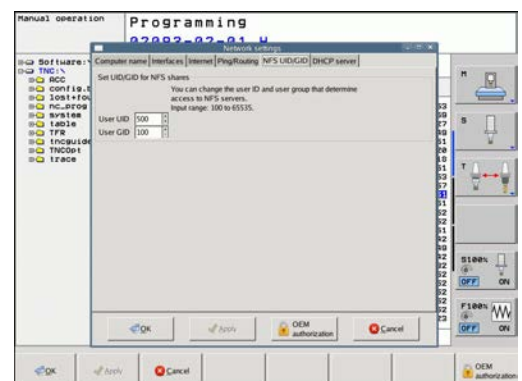 Manual operation
Programming
Network settings
Computer name Interfaces Internet Ping/Routing NFS UID/GID DHCP server
Set UID/GID for NFS shares
You can change the user ID and user group that determine
access to NFS servers.
Input range: 100 to 65535.
User UID 500
User GID 100
TNC:\
RCC
lost+fou
nc_prog
system
table
TFR
tncguide
TNCOpt
trace
OK Apply OEM authorization Cancel
M
S
T
S100%
OFF ON
F100%
OFF ON
OK Apply Cancel OEM authorization